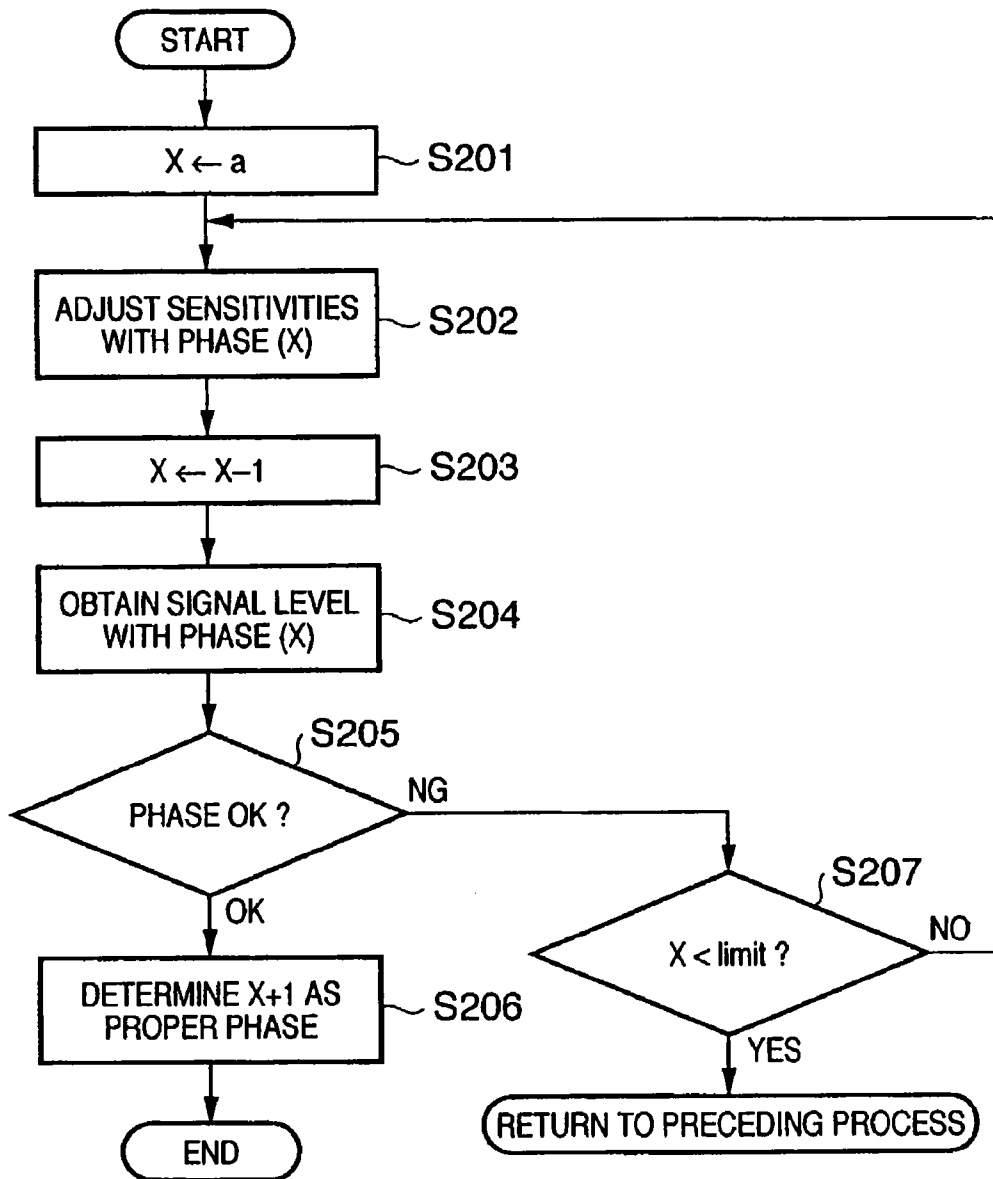 START
X ← a
S201
ADJUST SENSITIVITIES
WITH PHASE (X)
S202
X ← X–1
S203
OBTAIN SIGNAL LEVEL
WITH PHASE (X)
S204
S205
PHASE OK ?
NG
OK
S207
X < limit ?
NO
YES
DETERMINE X+1 AS
PROPER PHASE
S206
RETURN TO PRECEDING PROCESS
END